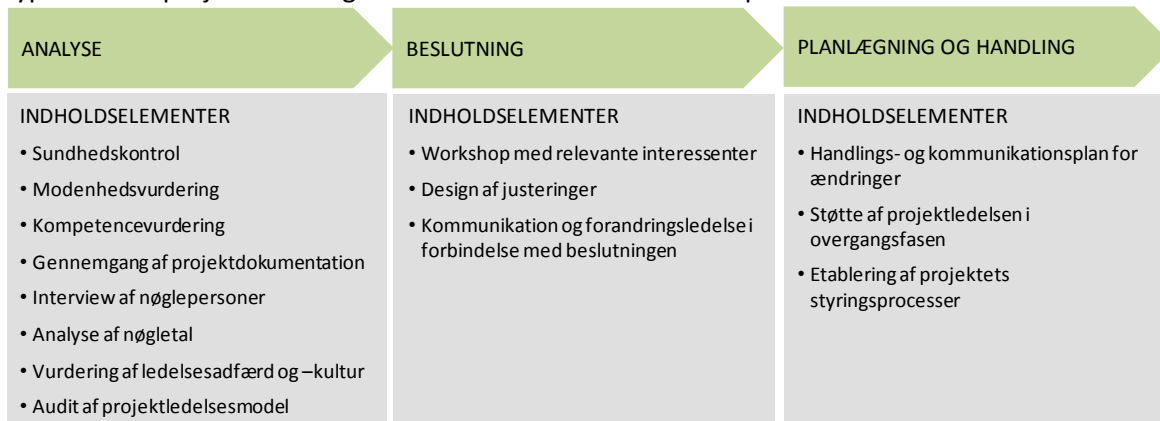 ANALYSE
INDHOLDSELEMENTER
• Sundhedskontrol
• Modenhedsvurdering
• Kompetencevurdering
• Gennemgang af projektdokumentation
• Interview af nøglepersoner
• Analyse af nøgletal
• Vurdering af ledelsesadfærd og –kultur
• Audit af projektledelsesmodel
BESLUTNING
INDHOLDSELEMENTER
• Workshop med relevante interessenter
• Design af justeringer
• Kommunikation og forandringsledelse i
forbindelse med beslutningen
PLANLÆGNING OG HANDLING
INDHOLDSELEMENTER
• Handlings- og kommunikationsplan for
ændringer
• Støtte af projektledelsen i
overgangsfasen
• Etablering af projektets
styringsprocesser